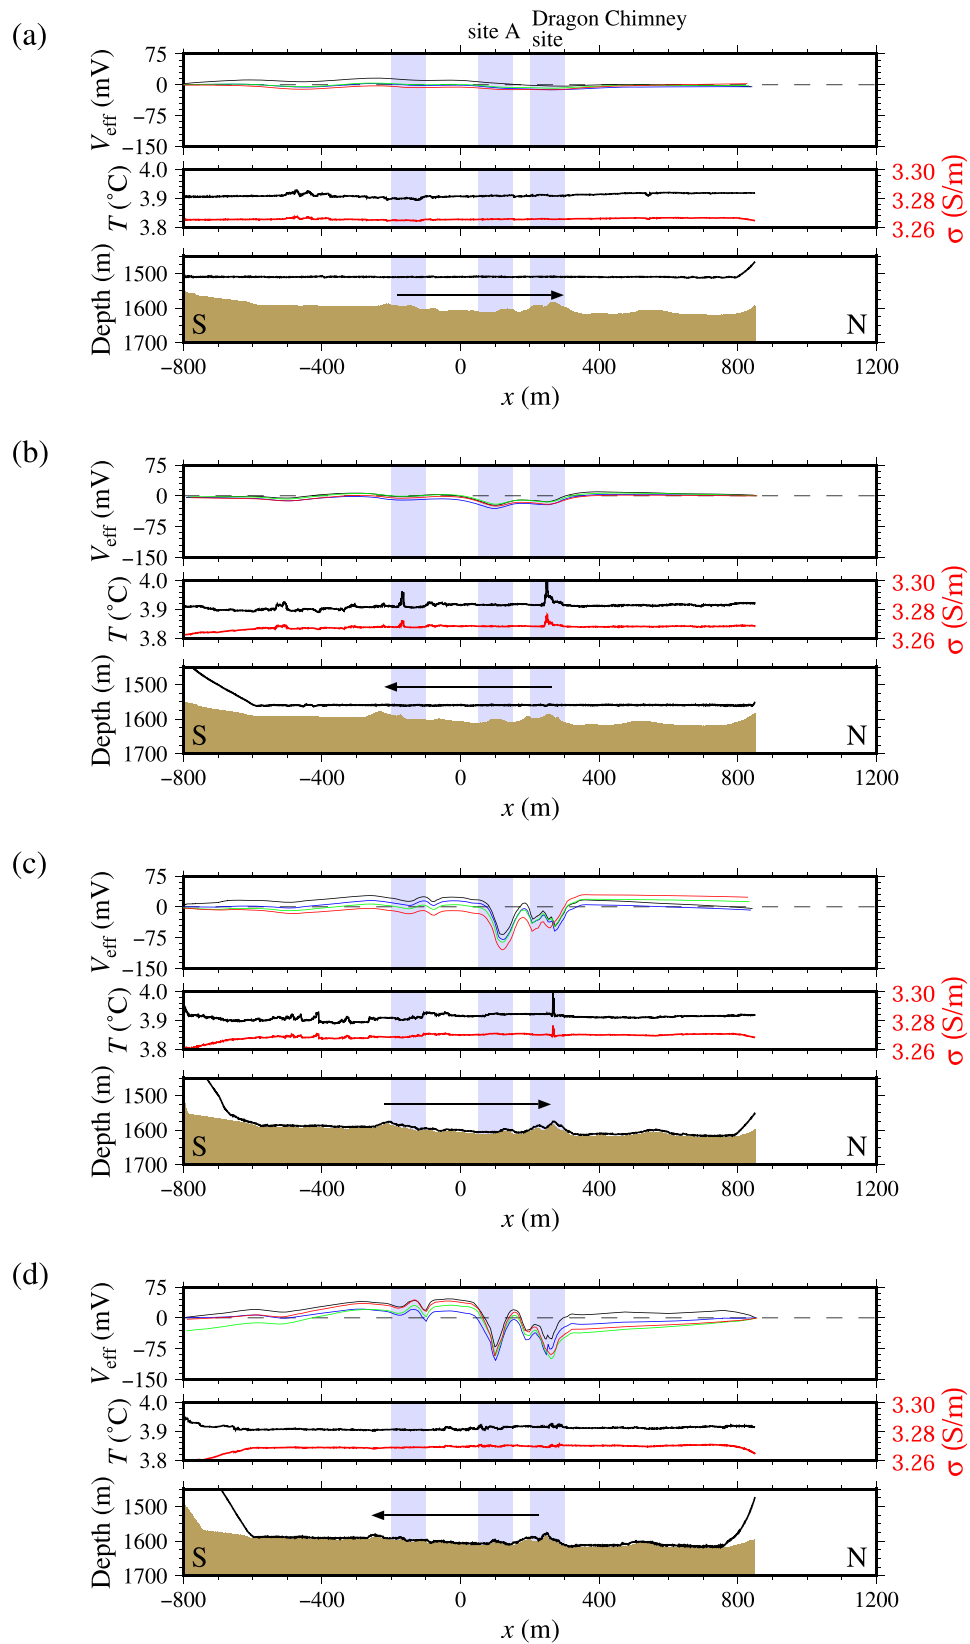 (a)
site A
Dragon Chimney
site
75
0
−75
−150
Veff (mV)
4.0
3.9
3.8
T (°C)
3.30
3.28
3.26
σ (S/m)
1500
1600
1700
Depth (m)
S
N
−800
−400
0
400
800
1200
x (m)
(b)
75
0
−75
−150
Veff (mV)
4.0
3.9
3.8
T (°C)
3.30
3.28
3.26
σ (S/m)
1500
1600
1700
Depth (m)
S
N
−800
−400
0
400
800
1200
x (m)
(c)
75
0
−75
−150
Veff (mV)
4.0
3.9
3.8
T (°C)
3.30
3.28
3.26
σ (S/m)
1500
1600
1700
Depth (m)
S
N
−800
−400
0
400
800
1200
x (m)
(d)
75
0
−75
−150
Veff (mV)
4.0
3.9
3.8
T (°C)
3.30
3.28
3.26
σ (S/m)
1500
1600
1700
Depth (m)
S
N
−800
−400
0
400
800
1200
x (m)